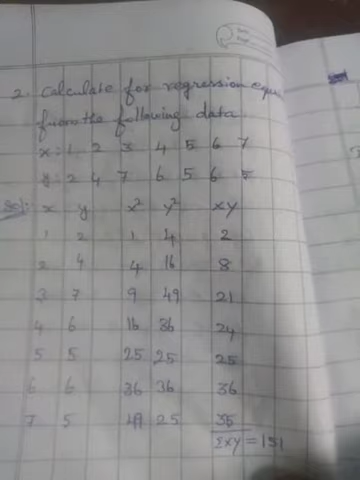 2. Calculate for regression equa
from the following data
x: 1 2 3 4 5 6 7
y: 2 4 7 6 5 6 5
Sol: x y x² y² xy
1 2 1 4 2
2 4 4 16 8
3 7 9 49 21
4 6 16 36 24
5 5 25 25 25
6 6 36 36 36
7 5 49 25 35
Σxy = 151